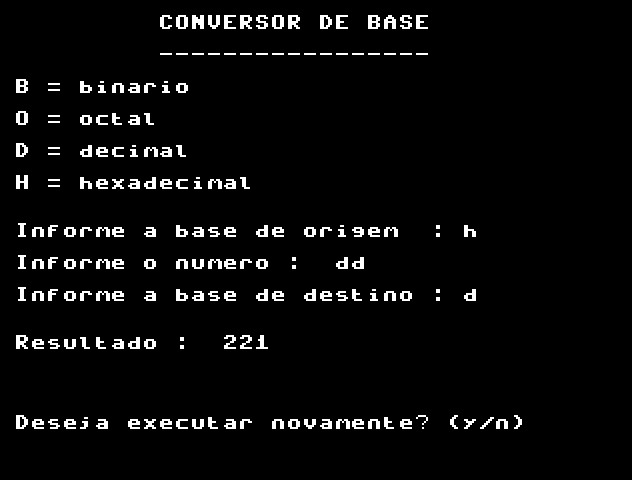 CONVERSOR DE BASE
-----------------
B = binario
O = octal
D = decimal
H = hexadecimal
Informe a base de origem  : h
Informe o numero :  dd
Informe a base de destino : d
Resultado :  221
Deseja executar novamente? (y/n)